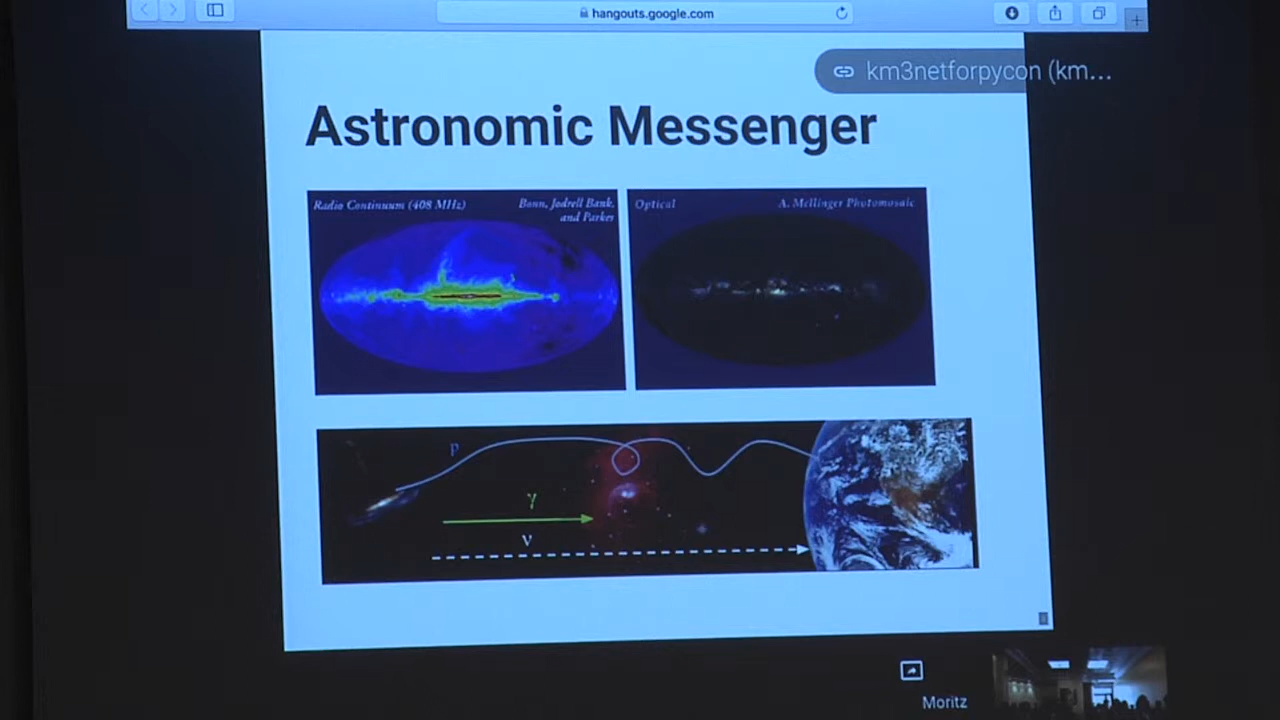 hangouts.google.com
km3netforpycon (km...
Astronomic Messenger
Radio Continuum (408 MHz)
Bonn, Jodrell Bank,
and Parkes
Optical
A. Mellinger Photomosaic
p
γ
ν
Moritz